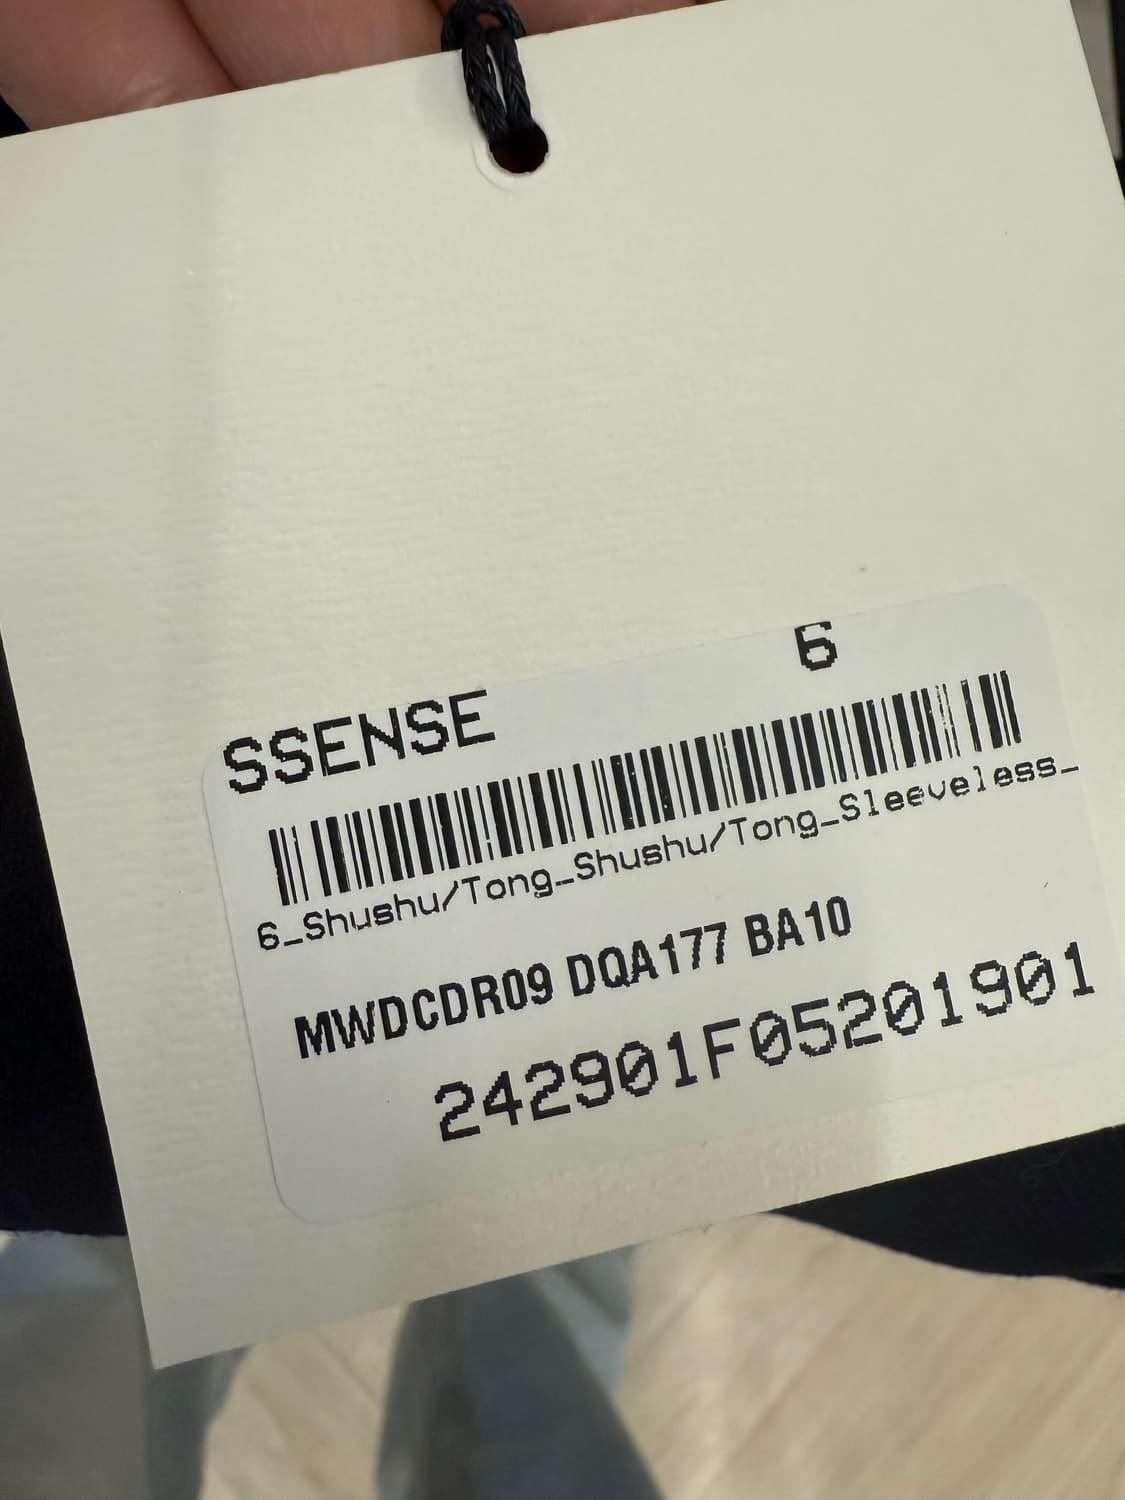 SSENSE 6
6_Shushu/Tong_Shushu/Tong_Sleeveless_
MWDCDR09 DQA177 BA10
242901F05201901